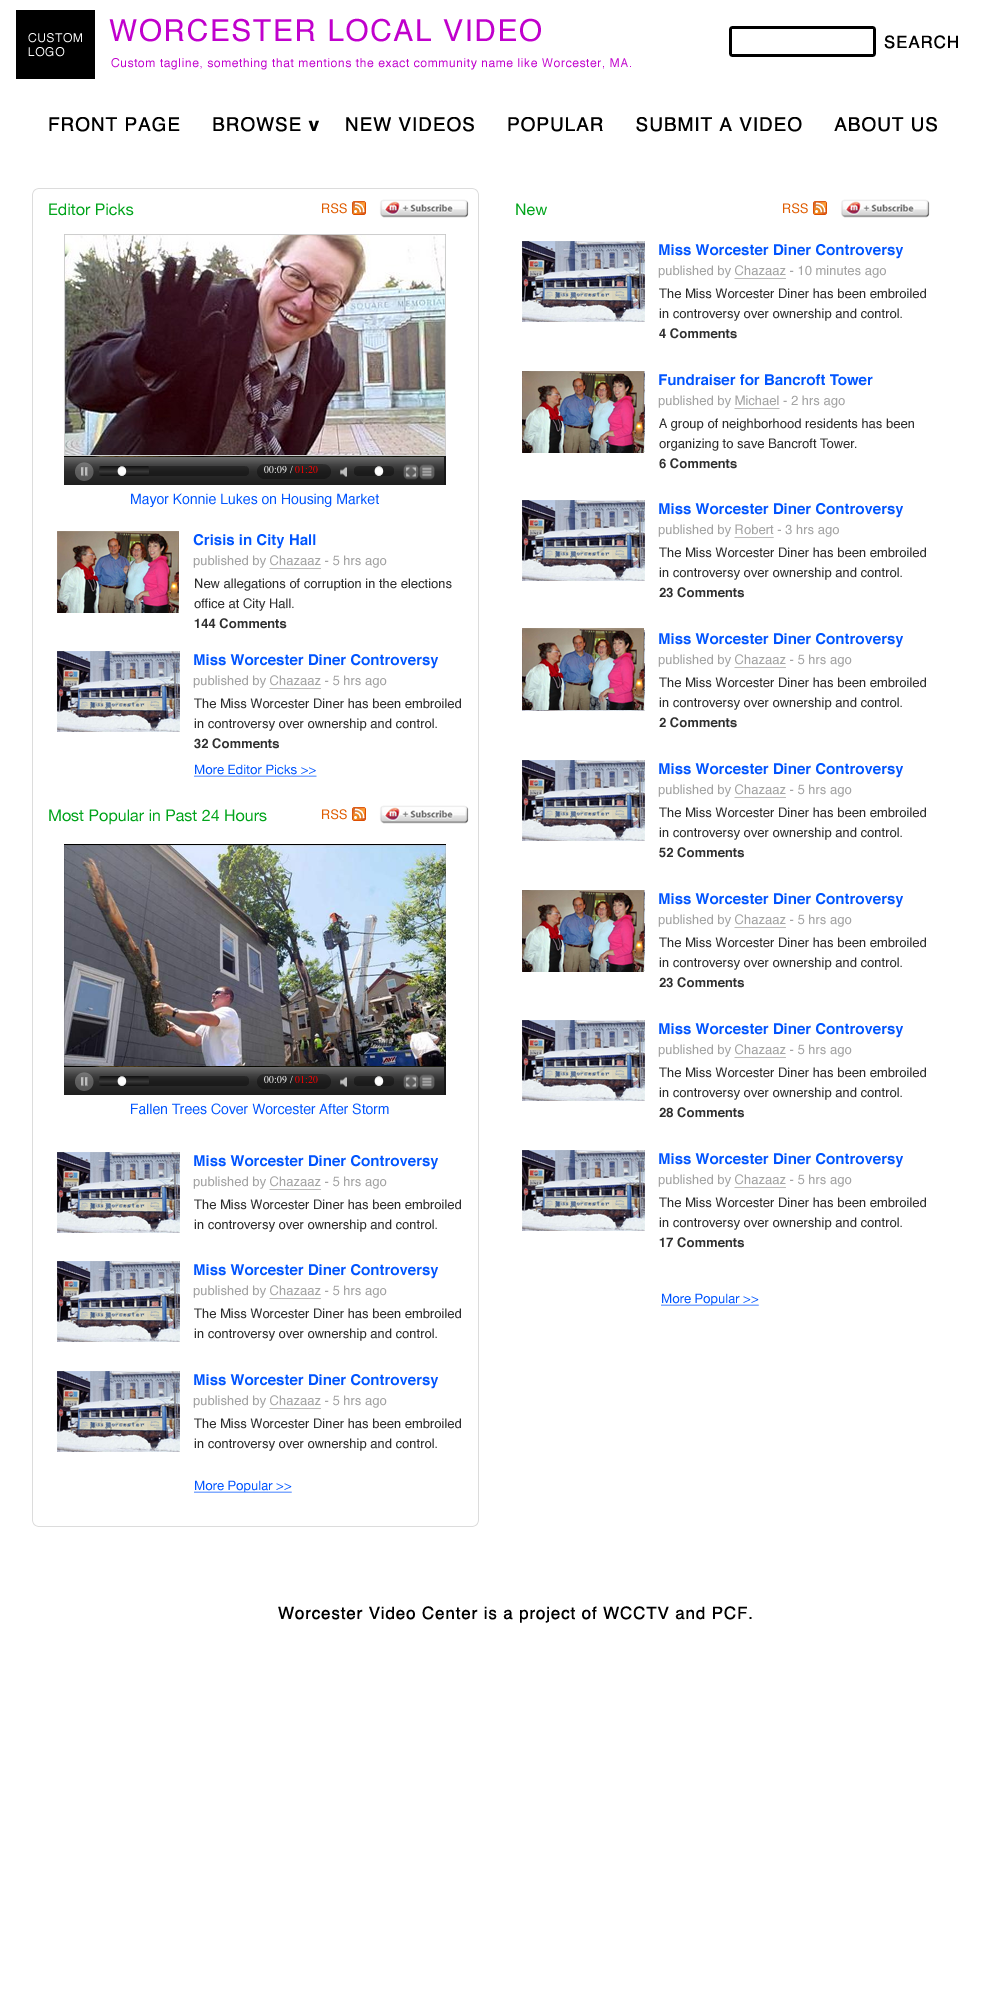 CUSTOM
LOGO
WORCESTER LOCAL VIDEO
Custom tagline, something that mentions the exact community name like Worcester, MA.
SEARCH
FRONT PAGE BROWSE v NEW VIDEOS POPULAR SUBMIT A VIDEO ABOUT US
Editor Picks RSS + Subscribe
SQUARE MEMORIAL
00:09 / 01:20
Mayor Konnie Lukes on Housing Market
Crisis in City Hall
published by Chazaaz - 5 hrs ago
New allegations of corruption in the elections
office at City Hall.
144 Comments
Miss Worcester
Miss Worcester Diner Controversy
published by Chazaaz - 5 hrs ago
The Miss Worcester Diner has been embroiled
in controversy over ownership and control.
32 Comments
More Editor Picks >>
Most Popular in Past 24 Hours RSS + Subscribe
00:09 / 01:20
Fallen Trees Cover Worcester After Storm
Miss Worcester
Miss Worcester Diner Controversy
published by Chazaaz - 5 hrs ago
The Miss Worcester Diner has been embroiled
in controversy over ownership and control.
Miss Worcester
Miss Worcester Diner Controversy
published by Chazaaz - 5 hrs ago
The Miss Worcester Diner has been embroiled
in controversy over ownership and control.
Miss Worcester
Miss Worcester Diner Controversy
published by Chazaaz - 5 hrs ago
The Miss Worcester Diner has been embroiled
in controversy over ownership and control.
More Popular >>
New RSS + Subscribe
Miss Worcester
Miss Worcester Diner Controversy
published by Chazaaz - 10 minutes ago
The Miss Worcester Diner has been embroiled
in controversy over ownership and control.
4 Comments
Fundraiser for Bancroft Tower
published by Michael - 2 hrs ago
A group of neighborhood residents has been
organizing to save Bancroft Tower.
6 Comments
Miss Worcester
Miss Worcester Diner Controversy
published by Robert - 3 hrs ago
The Miss Worcester Diner has been embroiled
in controversy over ownership and control.
23 Comments
Miss Worcester Diner Controversy
published by Chazaaz - 5 hrs ago
The Miss Worcester Diner has been embroiled
in controversy over ownership and control.
2 Comments
Miss Worcester
Miss Worcester Diner Controversy
published by Chazaaz - 5 hrs ago
The Miss Worcester Diner has been embroiled
in controversy over ownership and control.
52 Comments
Miss Worcester Diner Controversy
published by Chazaaz - 5 hrs ago
The Miss Worcester Diner has been embroiled
in controversy over ownership and control.
23 Comments
Miss Worcester
Miss Worcester Diner Controversy
published by Chazaaz - 5 hrs ago
The Miss Worcester Diner has been embroiled
in controversy over ownership and control.
28 Comments
Miss Worcester
Miss Worcester Diner Controversy
published by Chazaaz - 5 hrs ago
The Miss Worcester Diner has been embroiled
in controversy over ownership and control.
17 Comments
More Popular >>
Worcester Video Center is a project of WCCTV and PCF.